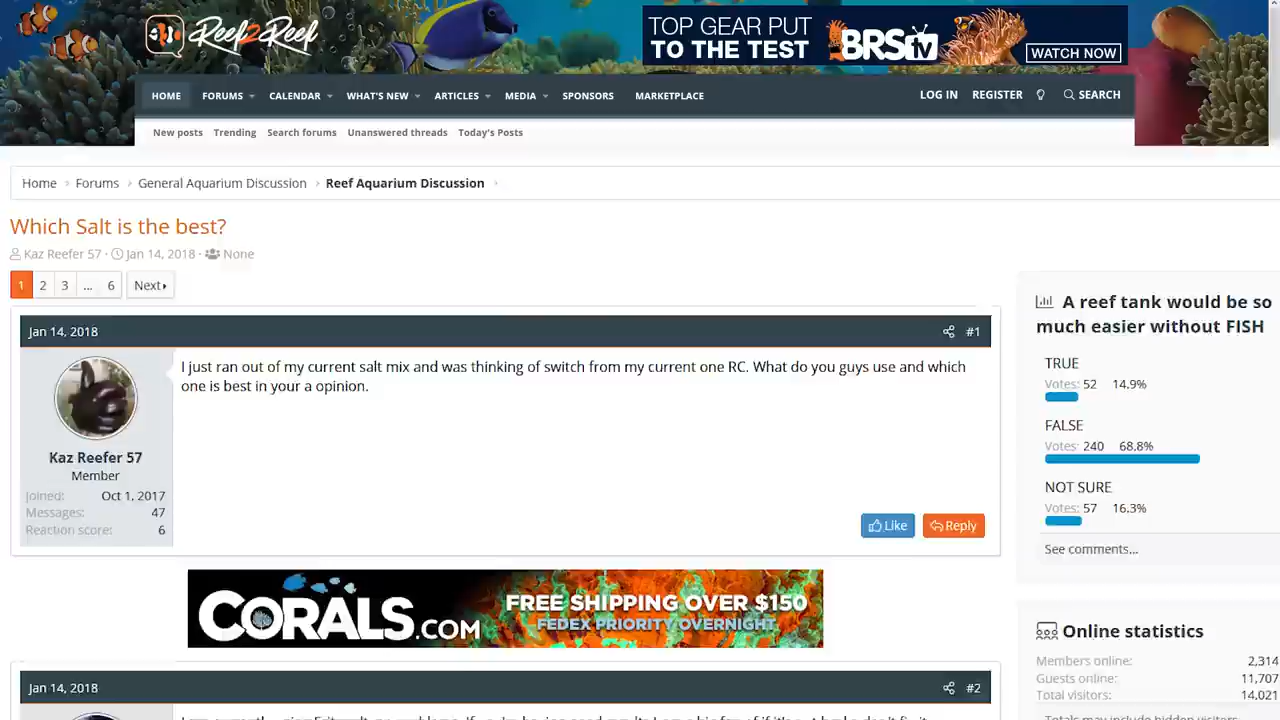 Reef2Reef
TOP GEAR PUT
TO THE TEST
BRStv
WATCH NOW
HOME FORUMS CALENDAR WHAT'S NEW ARTICLES MEDIA SPONSORS MARKETPLACE LOG IN REGISTER SEARCH
New posts Trending Search forums Unanswered threads Today's Posts
Home Forums General Aquarium Discussion Reef Aquarium Discussion
Which Salt is the best?
Kaz Reefer 57 · Jan 14, 2018 · None
1 2 3 ... 6 Next
Jan 14, 2018 #1
I just ran out of my current salt mix and was thinking of switch from my current one RC. What do you guys use and which
one is best in your a opinion.
Kaz Reefer 57
Member
Joined: Oct 1, 2017
Messages: 47
Reaction score: 6
Like Reply
CORALS.COM
FREE SHIPPING OVER $150
FEDEX PRIORITY OVERNIGHT
Jan 14, 2018 #2
A reef tank would be so
much easier without FISH
TRUE
Votes: 52 14.9%
FALSE
Votes: 240 68.8%
NOT SURE
Votes: 57 16.3%
See comments...
Online statistics
Members online: 2,314
Guests online: 11,707
Total visitors: 14,021